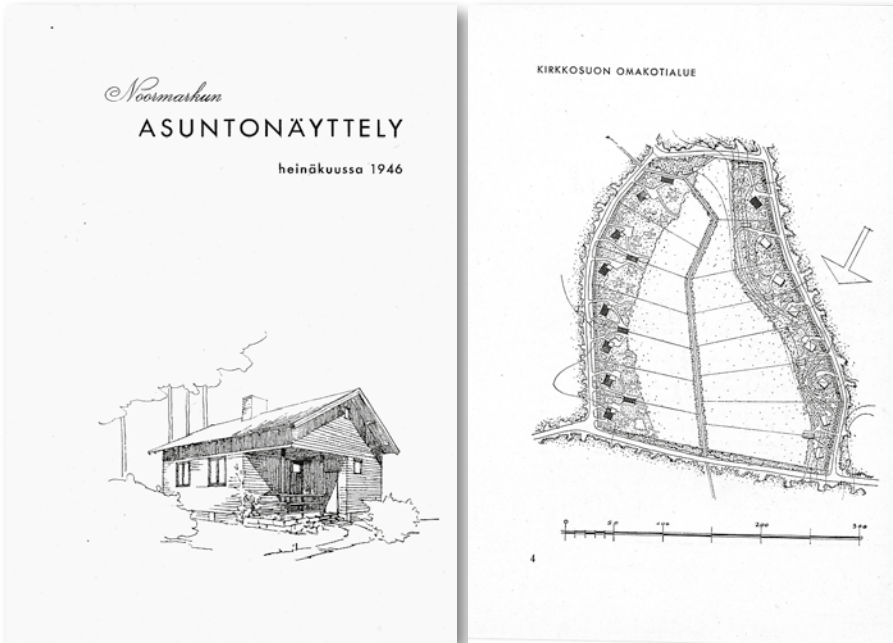 Noormarkun
ASUNTONÄYTTELY
heinäkuussa 1946
KIRKKOSUON OMAKOTIALUE
0 50 100 200 300
4